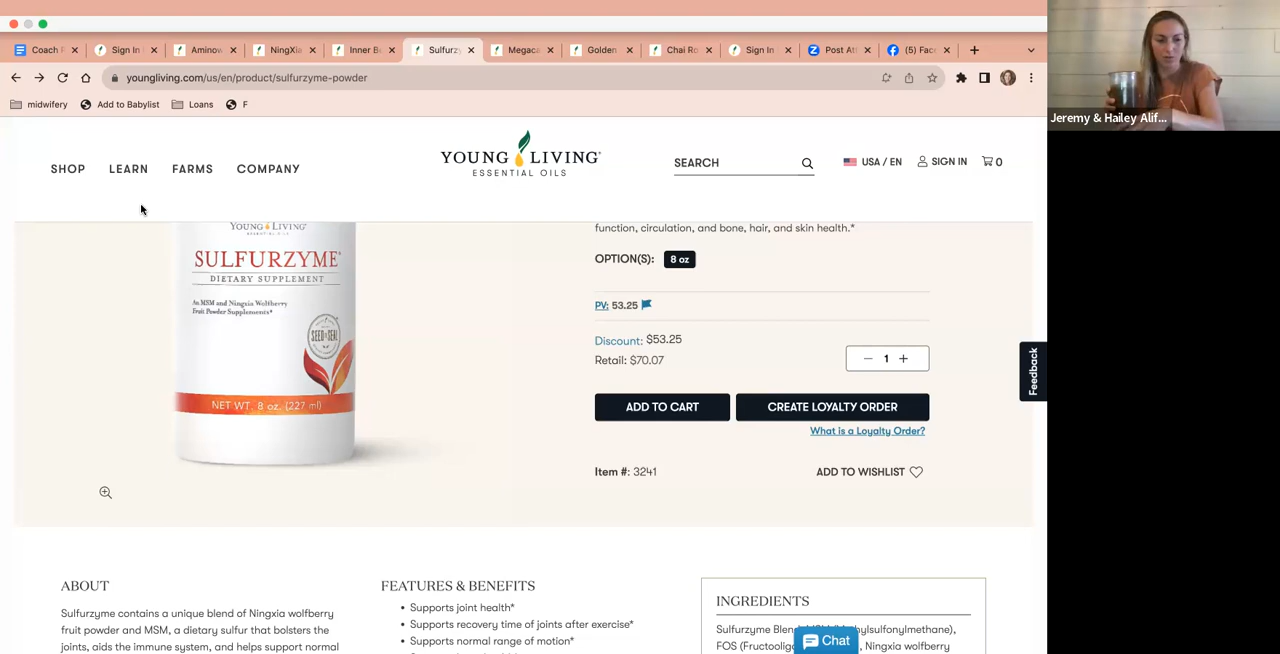 Coach
Sign In
Aminow
NingXia
Inner B
Sulfurzy
Megaca
Golden
Chai Ro
Sign In
Post At
(5) Fac
youngliving.com/us/en/product/sulfurzyme-powder
midwifery
Add to Babylist
Loans
F
Jeremy & Hailey Alif...
SHOP
LEARN
FARMS
COMPANY
YOUNG LIVING
ESSENTIAL OILS
SEARCH
USA / EN
SIGN IN
0
YOUNG LIVING
SULFURZYME
DIETARY SUPPLEMENT
An MSM and Ningxia Wolfberry
Fruit Powder Supplements*
SEED to SEAL
NET WT. 8 oz. (227 ml)
function, circulation, and bone, hair, and skin health.*
OPTION(S): 8 oz
PV: 53.25
Discount: $53.25
Retail: $70.07
1
ADD TO CART
CREATE LOYALTY ORDER
What is a Loyalty Order?
Item #: 3241
ADD TO WISHLIST
Feedback
ABOUT
Sulfurzyme contains a unique blend of Ningxia wolfberry
fruit powder and MSM, a dietary sulfur that bolsters the
joints, aids the immune system, and helps support normal
FEATURES & BENEFITS
• Supports joint health*
• Supports recovery time of joints after exercise*
• Supports normal range of motion*
INGREDIENTS
Sulfurzyme Blend
FOS Ningxia wolfberry
Chat